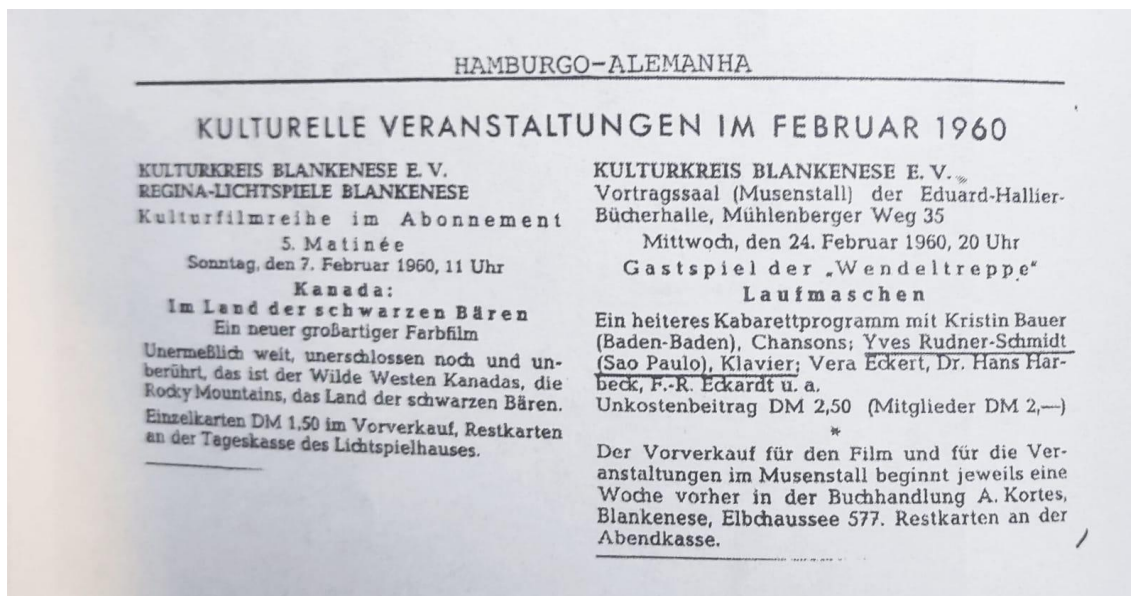 HAMBURGO-ALEMANHA
KULTURELLE VERANSTALTUNGEN IM FEBRUAR 1960
KULTURKREIS BLANKENESE E. V.
REGINA-LICHTSPIELE BLANKENESE
Kulturfilmreihe im Abonnement
5. Matinée
Sonntag, den 7. Februar 1960, 11 Uhr
Kanada:
Im Land der schwarzen Bären
Ein neuer großartiger Farbfilm
Unermeßlich weit, unerschlossen noch und un-
berührt, das ist der Wilde Westen Kanadas, die
Rocky Mountains, das Land der schwarzen Bären.
Einzelkarten DM 1,50 im Vorverkauf, Restkarten
an der Tageskasse des Lichtspielhauses.
KULTURKREIS BLANKENESE E. V.
Vortragssaal (Musenstall) der Eduard-Hallier-
Bücherhalle, Mühlenberger Weg 35
Mittwoch, den 24. Februar 1960, 20 Uhr
Gastspiel der „Wendeltreppe"
Laufmaschen
Ein heiteres Kabarettprogramm mit Kristin Bauer
(Baden-Baden), Chansons; Yves Rudner-Schmidt
(Sao Paulo), Klavier; Vera Eckert, Dr. Hans Har-
beck, F.-R. Eckardt u. a.
Unkostenbeitrag DM 2,50 (Mitglieder DM 2,—)
*
Der Vorverkauf für den Film und für die Ver-
anstaltungen im Musenstall beginnt jeweils eine
Woche vorher in der Buchhandlung A. Kortes,
Blankenese, Elbchaussee 577. Restkarten an der
Abendkasse.